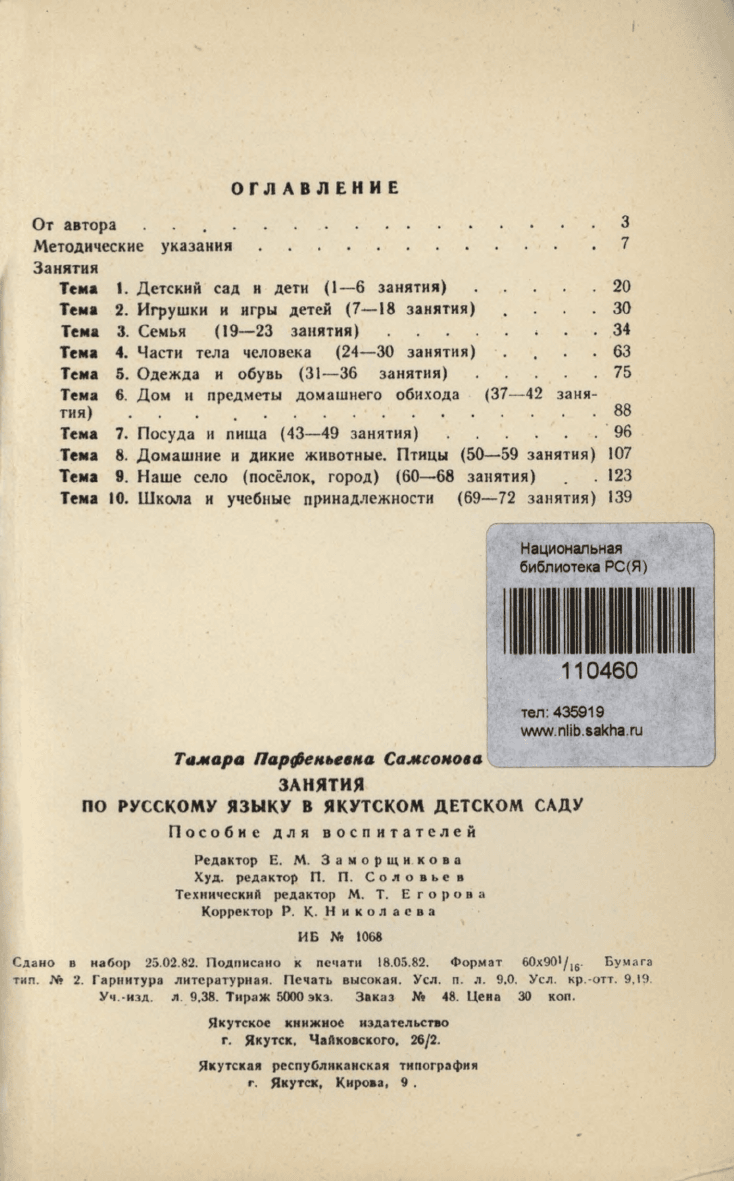 ОГЛАВЛЕНИЕ
От автора . . . . . . . . . . . . . . . . 3
Методические указания . . . . . . . . . . . . 7
Занятия
Тема 1. Детский сад и дети (1—6 занятия) . . . . . 20
Тема 2. Игрушки и игры детей (7—18 занятия) . . . . 30
Тема 3. Семья (19—23 занятия) . . . . . . . . 34
Тема 4. Части тела человека (24—30 занятия) . . . . 63
Тема 5. Одежда и обувь (31—36 занятия) . . . . . 75
Тема 6. Дом и предметы домашнего обихода (37—42 заня-
тия) . . . . . . . . . . . . . . . . . 88
Тема 7. Посуда и пища (43—49 занятия) . . . . . . 96
Тема 8. Домашние и дикие животные. Птицы (50—59 занятия) 107
Тема 9. Наше село (посёлок, город) (60—68 занятия) . . 123
Тема 10. Школа и учебные принадлежности (69—72 занятия) 139
Национальная
библиотека РС(Я)
110460
тел: 435919
www.nlib.sakha.ru
Тамара Парфеньевна Самсонова
ЗАНЯТИЯ
ПО РУССКОМУ ЯЗЫКУ В ЯКУТСКОМ ДЕТСКОМ САДУ
Пособие для воспитателей
Редактор Е. М. Заморщикова
Худ. редактор П. П. Соловьев
Технический редактор М. Т. Егорова
Корректор Р. К. Николаева
ИБ № 1068
Сдано в набор 25.02.82. Подписано к печати 18.05.82. Формат 60х90¹/₁₆. Бумага
тип. № 2. Гарнитура литературная. Печать высокая. Усл. п. л. 9,0. Усл. кр.-отт. 9,19.
Уч.-изд. л. 9,38. Тираж 5000 экз. Заказ № 48. Цена 30 коп.
Якутское книжное издательство
г. Якутск, Чайковского, 26/2.
Якутская республиканская типография
г. Якутск, Кирова, 9.